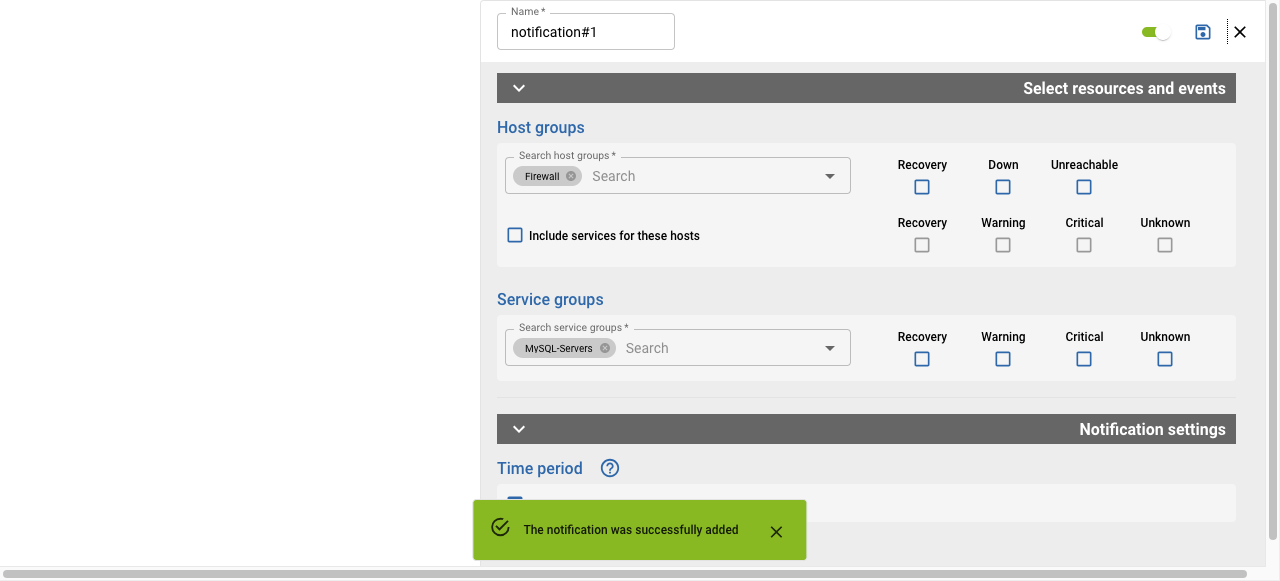 Name *
notification#1
Select resources and events
Host groups
Search host groups *
Firewall Search
Recovery Down Unreachable
Include services for these hosts
Recovery Warning Critical Unknown
Service groups
Search service groups *
MySQL-Servers Search
Recovery Warning Critical Unknown
Notification settings
Time period
The notification was successfully added